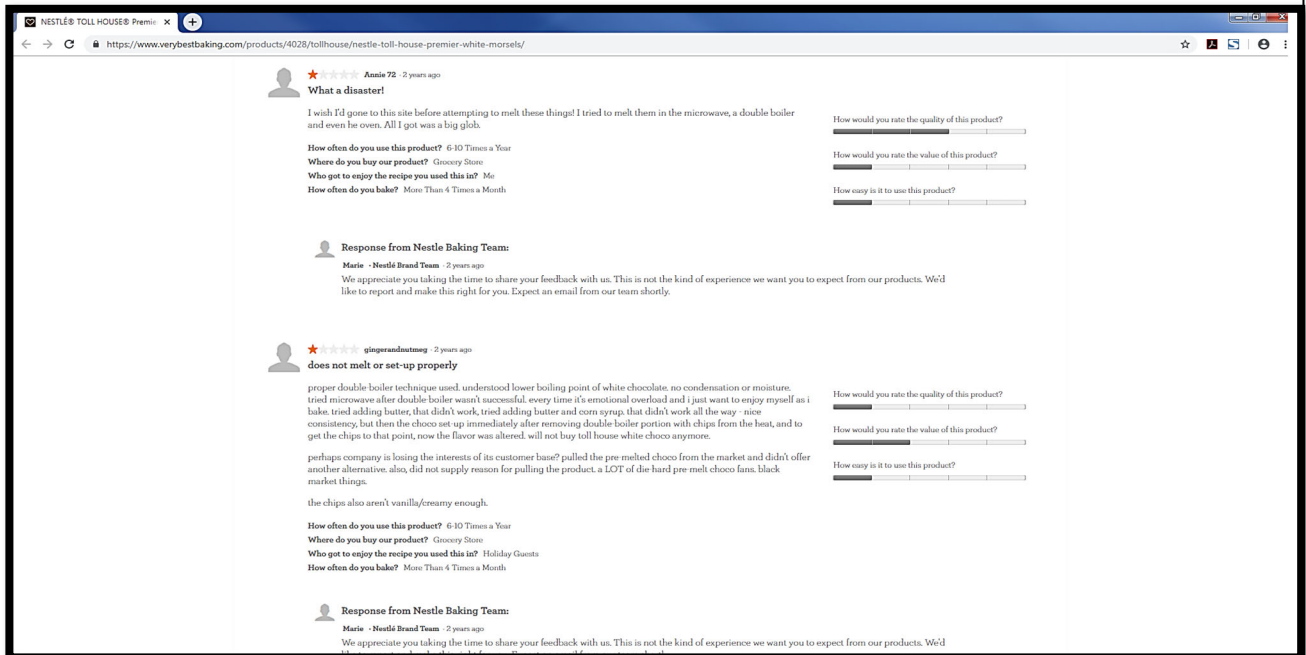 NESTLÉ® TOLL HOUSE® Premie
https://www.verybestbaking.com/products/4028/tollhouse/nestle-toll-house-premier-white-morsels/
Annie 72 · 2 years ago
What a disaster!
I wish I'd gone to this site before attempting to melt these things! I tried to melt them in the microwave, a double boiler
and even he oven. All I got was a big glob.
How often do you use this product? 6-10 Times a Year
Where do you buy our product? Grocery Store
Who got to enjoy the recipe you used this in? Me
How often do you bake? More Than 4 Times a Month
How would you rate the quality of this product?
How would you rate the value of this product?
How easy is it to use this product?
Response from Nestle Baking Team:
Marie · Nestlé Brand Team · 2 years ago
We appreciate you taking the time to share your feedback with us. This is not the kind of experience we want you to expect from our products. We'd
like to report and make this right for you. Expect an email from our team shortly.
gingerandnutmeg · 2 years ago
does not melt or set-up properly
proper double-boiler technique used. understood lower boiling point of white chocolate. no condensation or moisture.
tried microwave after double-boiler wasn't successful. every time it's emotional overload and i just want to enjoy myself as i
bake. tried adding butter, that didn't work, tried adding butter and corn syrup. that didn't work all the way - nice
consistency, but then the choco set-up immediately after removing double-boiler portion with chips from the heat, and to
get the chips to that point, now the flavor was altered. will not buy toll house white choco anymore.
perhaps company is losing the interests of its customer base? pulled the pre-melted choco from the market and didn't offer
another alternative. also, did not supply reason for pulling the product. a LOT of die-hard pre-melt choco fans. black
market things.
the chips also aren't vanilla/creamy enough.
How often do you use this product? 6-10 Times a Year
Where do you buy our product? Grocery Store
Who got to enjoy the recipe you used this in? Holiday Guests
How often do you bake? More Than 4 Times a Month
How would you rate the quality of this product?
How would you rate the value of this product?
How easy is it to use this product?
Response from Nestle Baking Team:
Marie · Nestlé Brand Team · 2 years ago
We appreciate you taking the time to share your feedback with us. This is not the kind of experience we want you to expect from our products. We'd